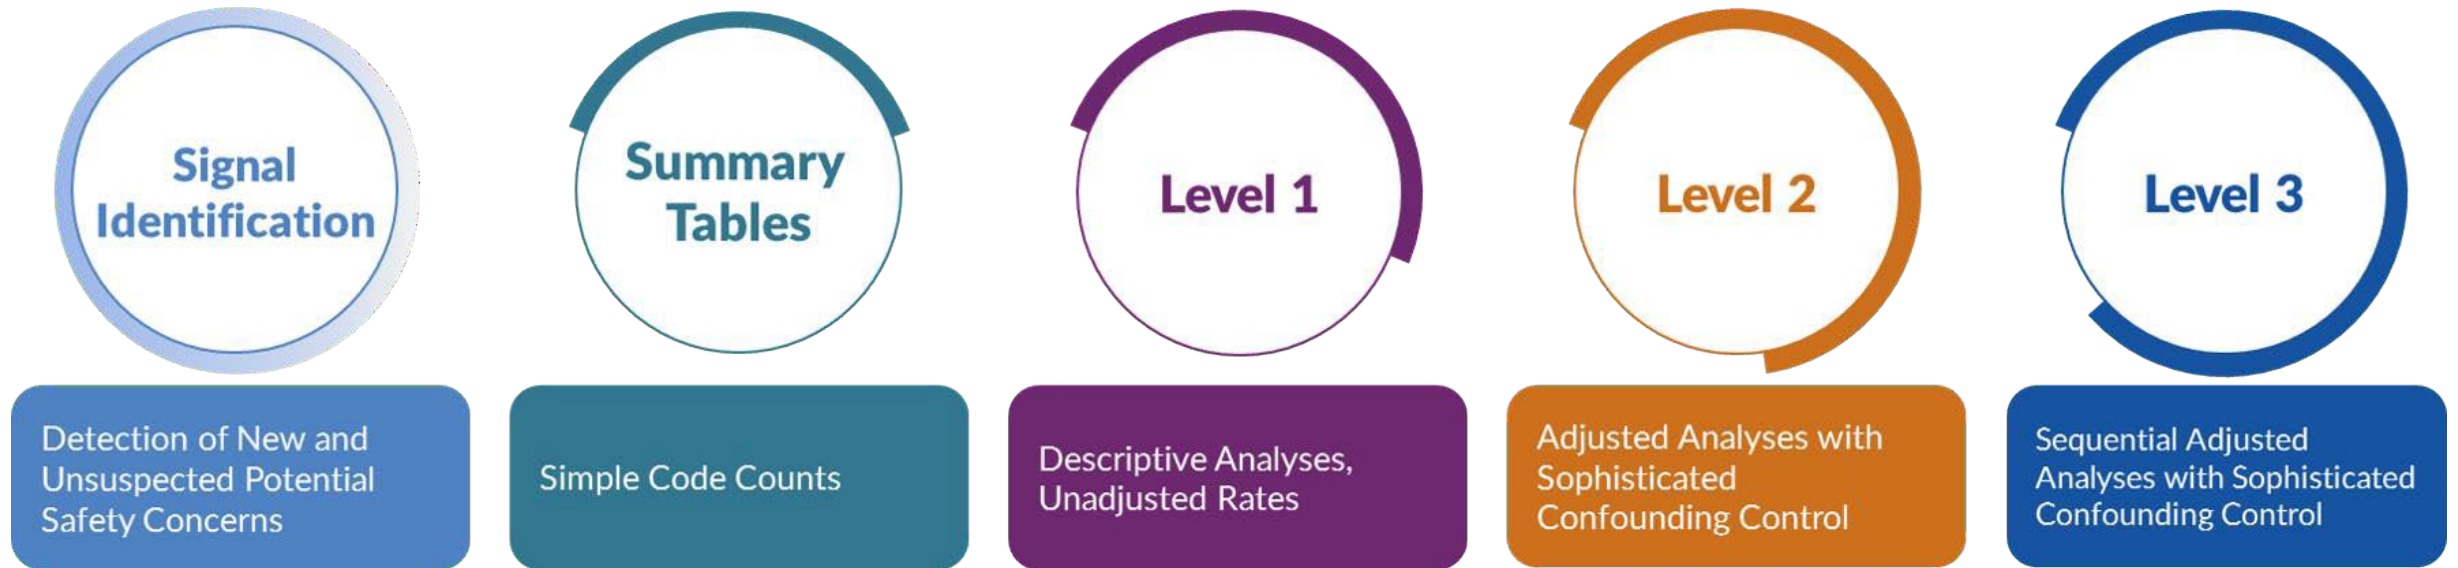 Signal
Identification
Summary
Tables
Level 1
Level 2
Level 3
Detection of New and
Unsuspected Potential
Safety Concerns
Simple Code Counts
Descriptive Analyses,
Unadjusted Rates
Adjusted Analyses with
Sophisticated
Confounding Control
Sequential Adjusted
Analyses with Sophisticated
Confounding Control